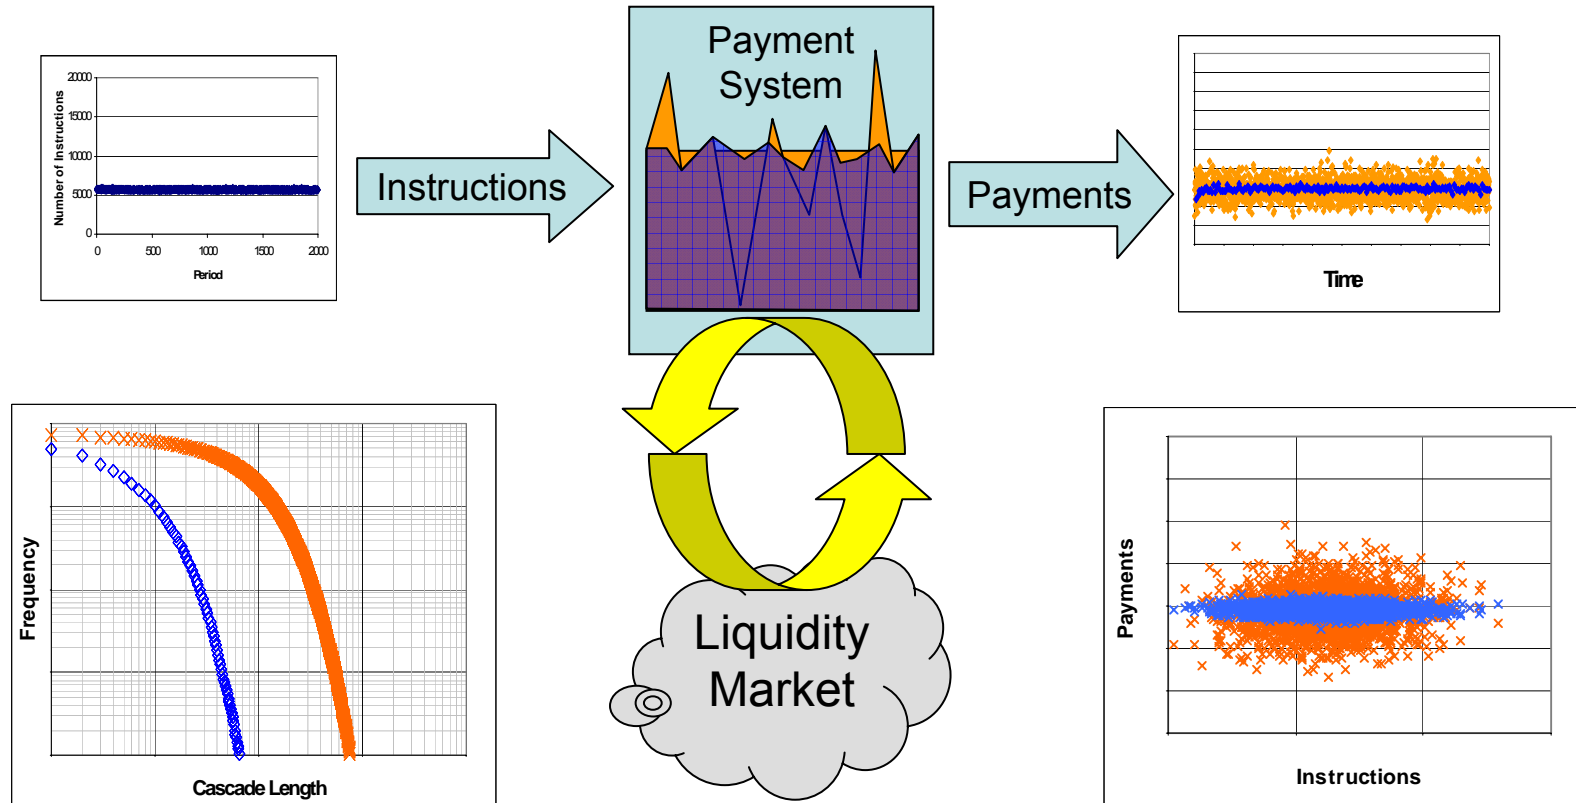 Payment
System
20000
15000
10000
5000
0
Number of Instructions
0 500 1000 1500 2000
Period
Instructions
Payments
Time
Frequency
Cascade Length
Liquidity
Market
Payments
Instructions